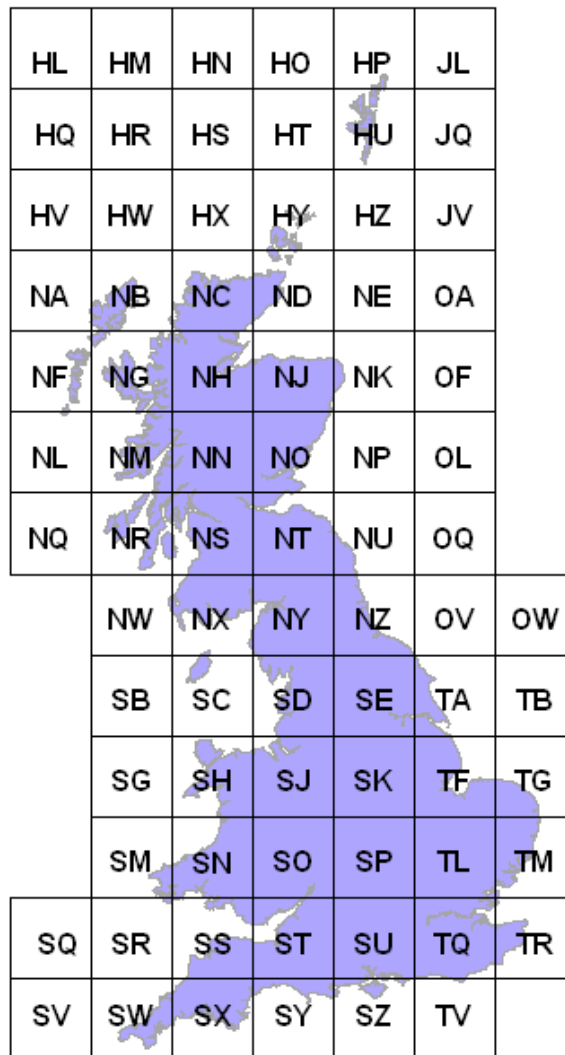 HL HM HN HO HP JL
HQ HR HS HT HU JQ
HV HW HX HY HZ JV
NA NB NC ND NE OA
NF NG NH NJ NK OF
NL NM NN NO NP OL
NQ NR NS NT NU OQ
NW NX NY NZ OV OW
SB SC SD SE TA TB
SG SH SJ SK TF TG
SM SN SO SP TL TM
SQ SR SS ST SU TQ TR
SV SW SX SY SZ TV